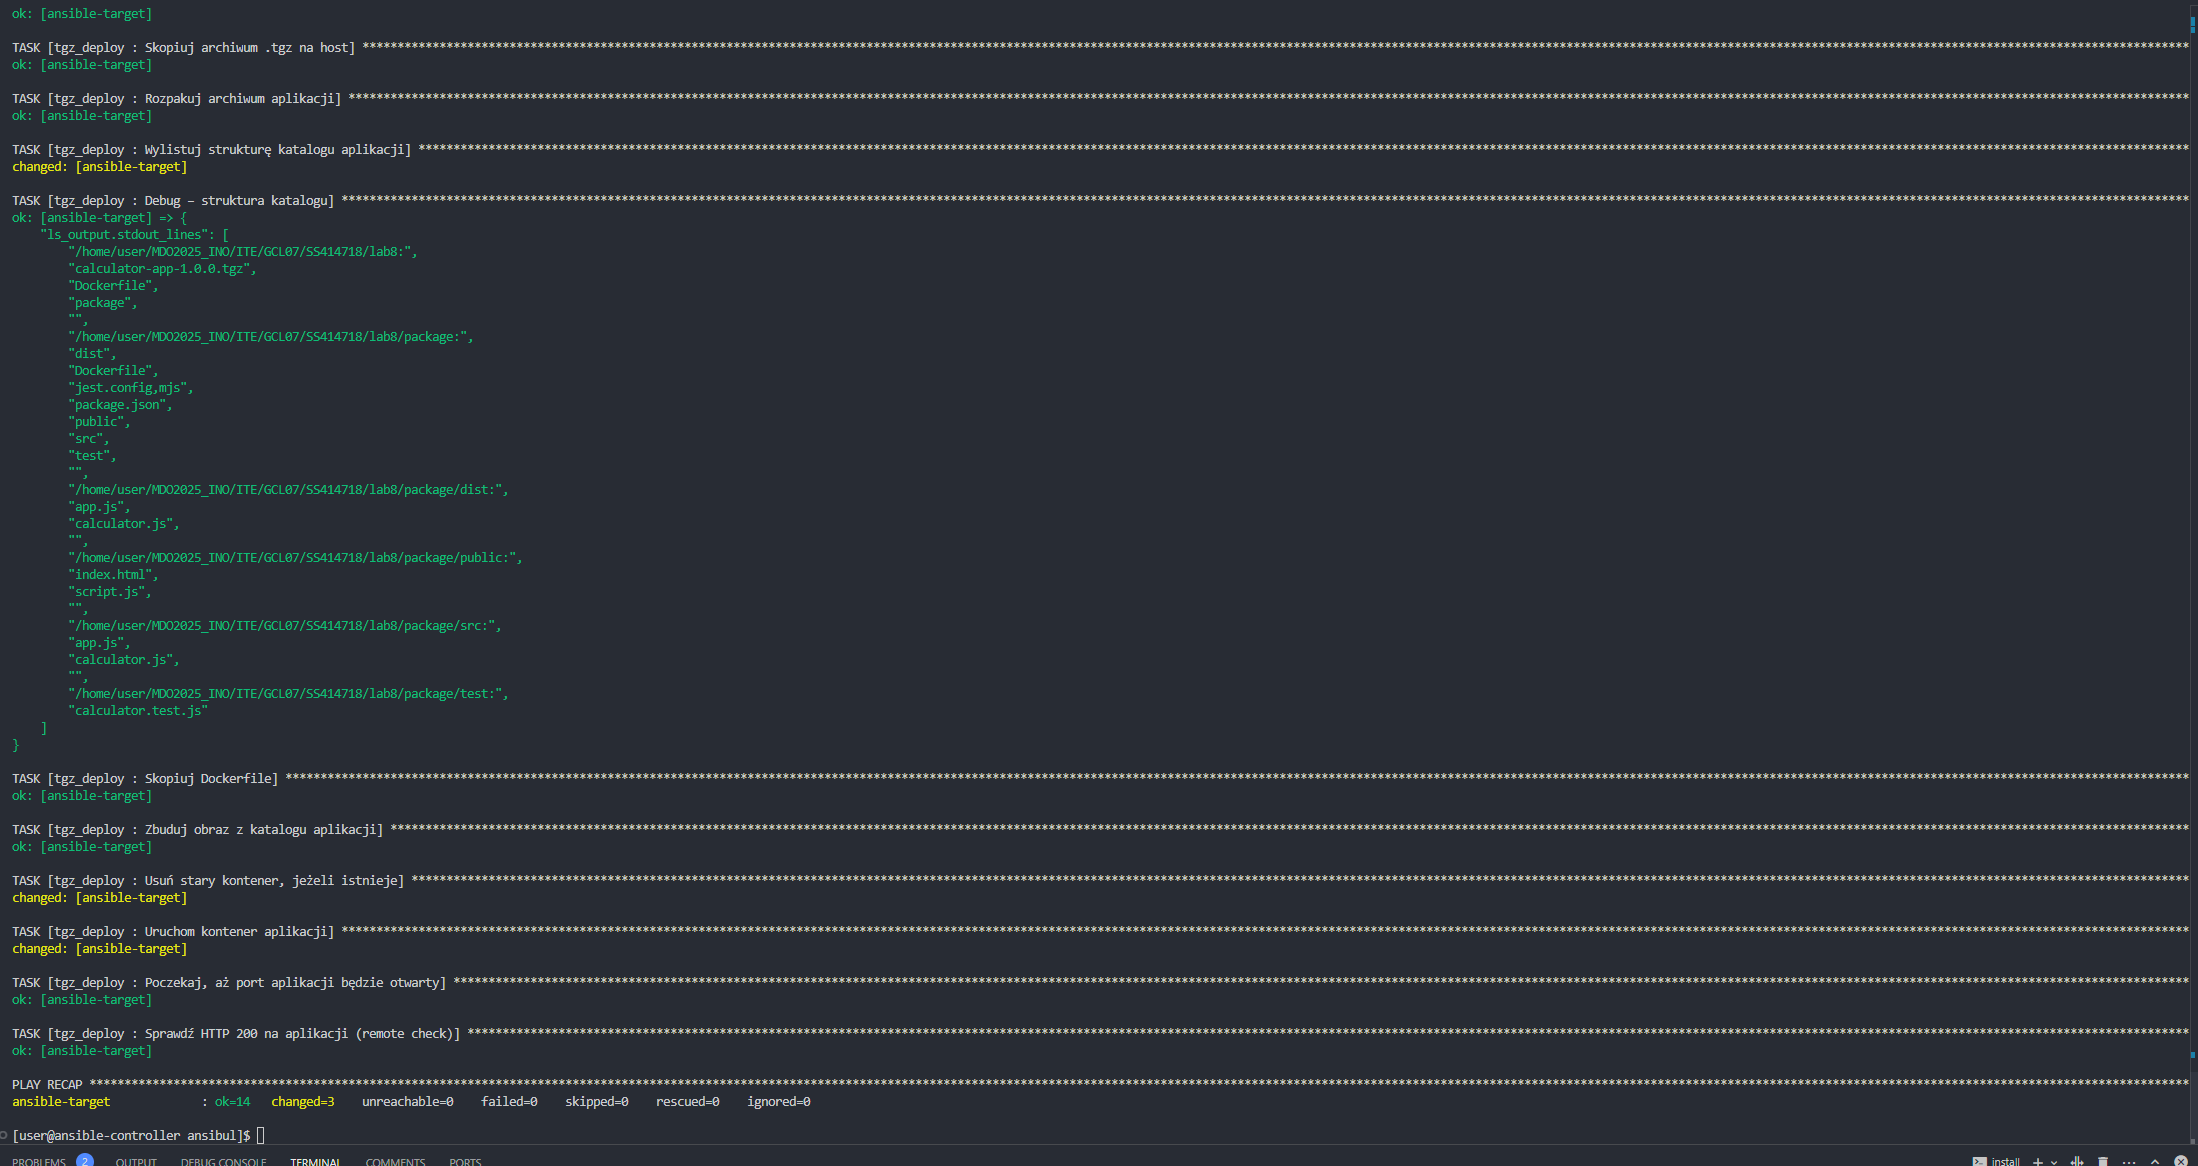 ok: [ansible-target]
TASK [tgz_deploy : Skopiuj archiwum .tgz na host] ****************************************************************
ok: [ansible-target]
TASK [tgz_deploy : Rozpakuj archiwum aplikacji] ****************************************************************
ok: [ansible-target]
TASK [tgz_deploy : Wylistuj strukturę katalogu aplikacji] ****************************************************************
changed: [ansible-target]
TASK [tgz_deploy : Debug – struktura katalogu] ****************************************************************
ok: [ansible-target] => {
"ls_output.stdout_lines": [
"/home/user/MDO2025_INO/ITE/GCL07/SS414718/lab8:",
"calculator-app-1.0.0.tgz",
"Dockerfile",
"package",
"",
"/home/user/MDO2025_INO/ITE/GCL07/SS414718/lab8/package:",
"dist",
"Dockerfile",
"jest.config,mjs",
"package.json",
"public",
"src",
"test",
"",
"/home/user/MDO2025_INO/ITE/GCL07/SS414718/lab8/package/dist:",
"app.js",
"calculator.js",
"",
"/home/user/MDO2025_INO/ITE/GCL07/SS414718/lab8/package/public:",
"index.html",
"script.js",
"",
"/home/user/MDO2025_INO/ITE/GCL07/SS414718/lab8/package/src:",
"app.js",
"calculator.js",
"",
"/home/user/MDO2025_INO/ITE/GCL07/SS414718/lab8/package/test:",
"calculator.test.js"
]
}
TASK [tgz_deploy : Skopiuj Dockerfile] ****************************************************************
ok: [ansible-target]
TASK [tgz_deploy : Zbuduj obraz z katalogu aplikacji] ****************************************************************
ok: [ansible-target]
TASK [tgz_deploy : Usuń stary kontener, jeżeli istnieje] ****************************************************************
changed: [ansible-target]
TASK [tgz_deploy : Uruchom kontener aplikacji] ****************************************************************
changed: [ansible-target]
TASK [tgz_deploy : Poczekaj, aż port aplikacji będzie otwarty] ****************************************************************
ok: [ansible-target]
TASK [tgz_deploy : Sprawdź HTTP 200 na aplikacji (remote check)] ****************************************************************
ok: [ansible-target]
PLAY RECAP ****************************************************************
ansible-target : ok=14 changed=3 unreachable=0 failed=0 skipped=0 rescued=0 ignored=0
[user@ansible-controller ansibul]$
PROBLEMS 2 OUTPUT DEBUG CONSOLE TERMINAL COMMENTS PORTS install